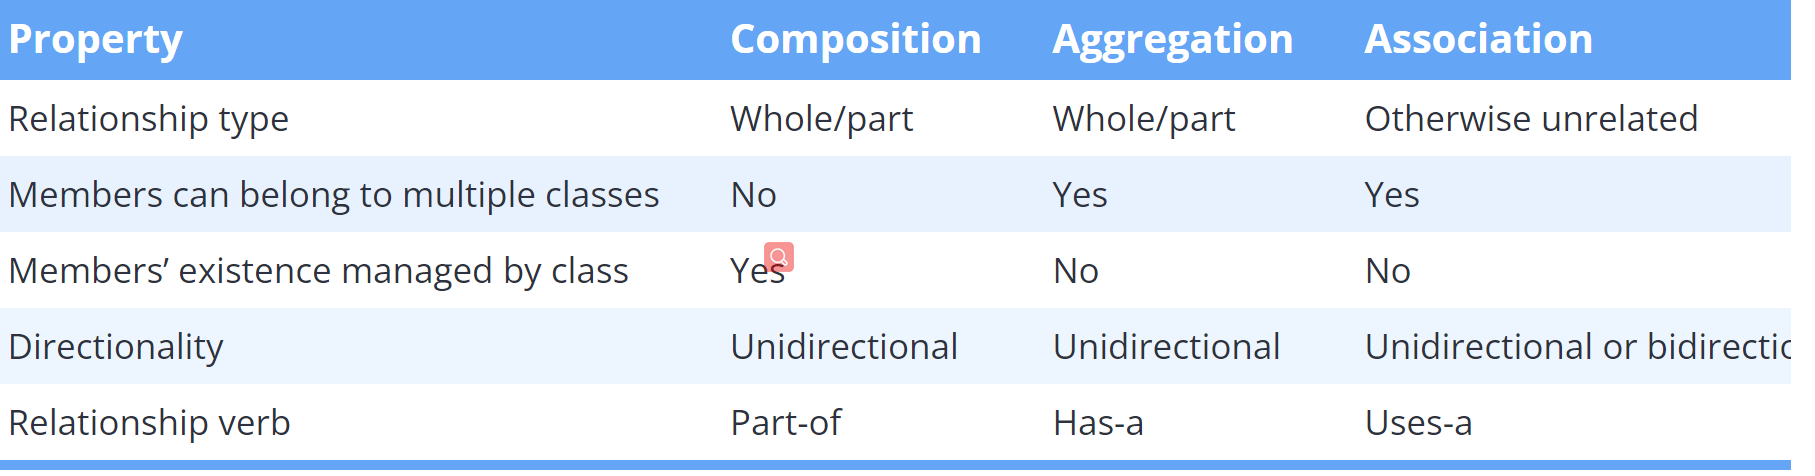 Property Composition Aggregation Association
Relationship type Whole/part Whole/part Otherwise unrelated
Members can belong to multiple classes No Yes Yes
Members’ existence managed by class Yes No No
Directionality Unidirectional Unidirectional Unidirectional or
Relationship verb Part-of Has-a Uses-a